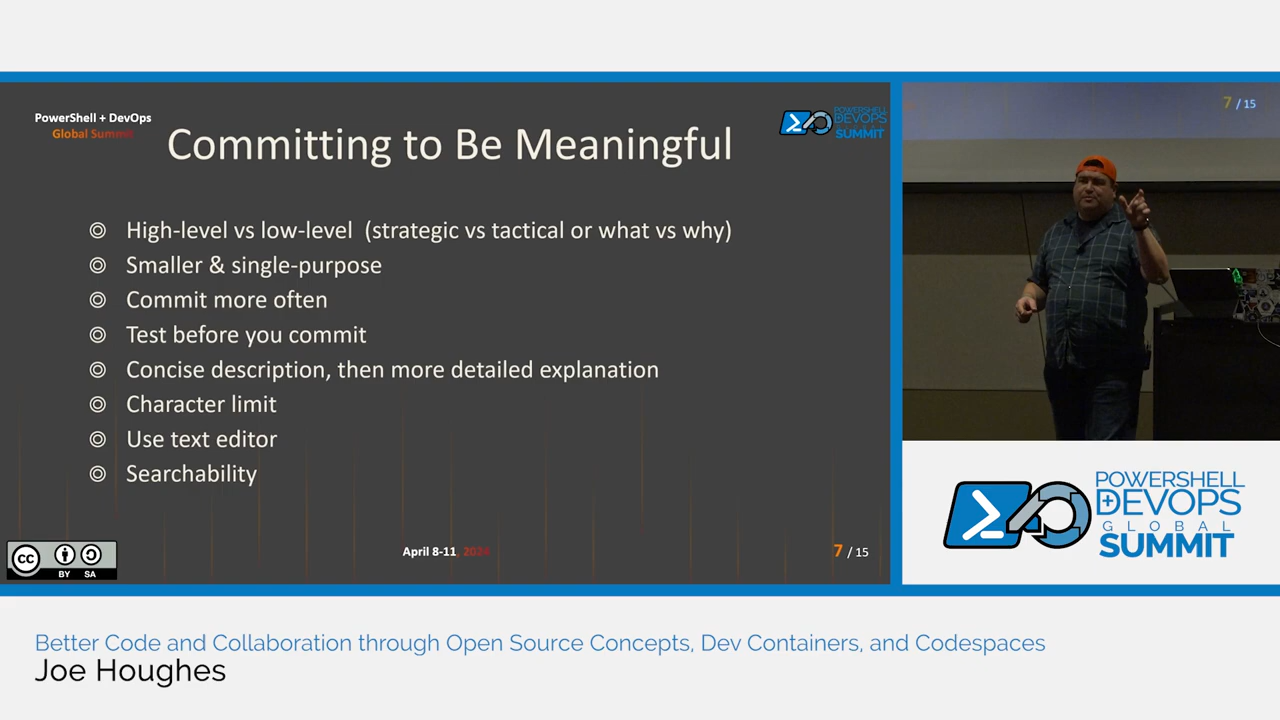 PowerShell + DevOps
Global Summit
POWERSHELL
DEVOPS
GLOBAL
SUMMIT
Committing to Be Meaningful
High-level vs low-level (strategic vs tactical or what vs why)
Smaller & single-purpose
Commit more often
Test before you commit
Concise description, then more detailed explanation
Character limit
Use text editor
Searchability
CC BY SA
April 8-11, 2024
7 / 15
7 / 15
POWERSHELL
+DEVOPS
GLOBAL
SUMMIT
Better Code and Collaboration through Open Source Concepts, Dev Containers, and Codespaces
Joe Houghes